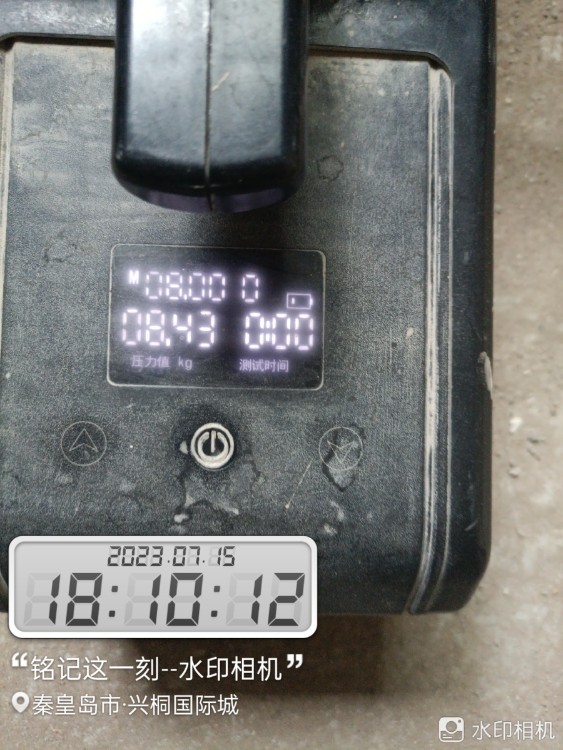 M 08.00 0
08.43 0:00
压力值 kg 测试时间
2023.07.15
18:10:12
“铭记这一刻--水印相机”
秦皇岛市·兴桐国际城
水印相机